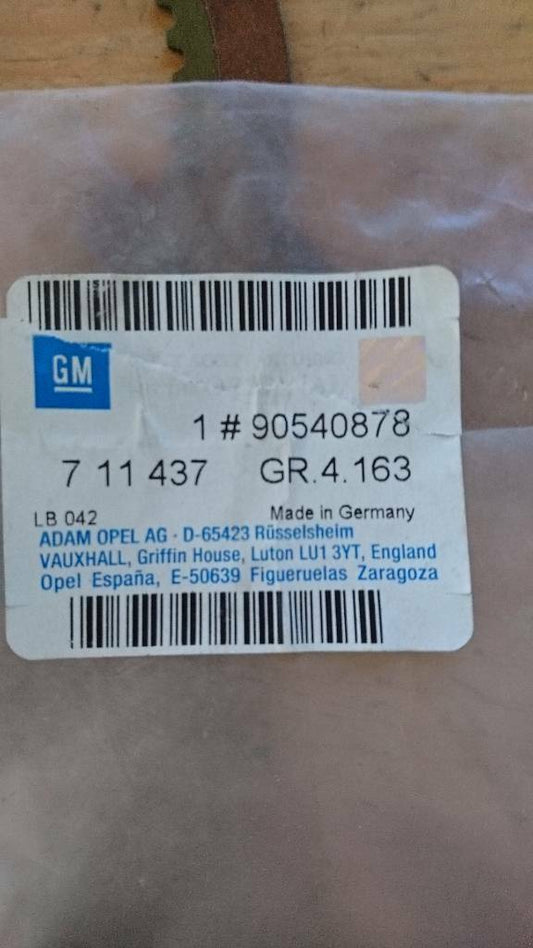 GM
1 # 90540878
7 11 437 GR.4.163
LB 042 Made in Germany
ADAM OPEL AG · D-65423 Rüsselsheim
VAUXHALL, Griffin House, Luton LU1 3YT, England
Opel España, E-50639 Figueruelas Zaragoza